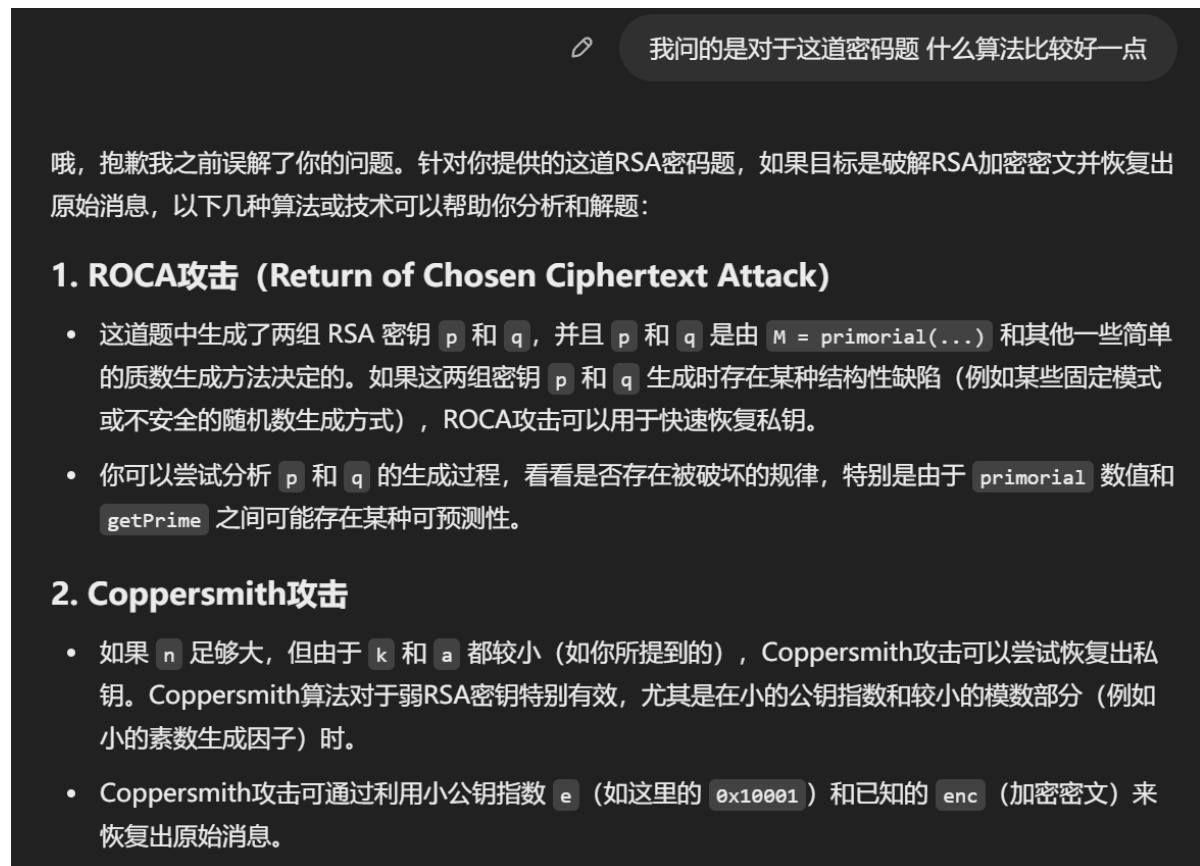 我问的是对于这道密码题 什么算法比较好一点
哦，抱歉我之前误解了你的问题。针对你提供的这道RSA密码题，如果目标是破解RSA加密密文并恢复出
原始消息，以下几种算法或技术可以帮助你分析和解题：
1. ROCA攻击（Return of Chosen Ciphertext Attack）
• 这道题中生成了两组 RSA 密钥 p 和 q，并且 p 和 q 是由 M = primorial(...) 和其他一些简单
的质数生成方法决定的。如果这两组密钥 p 和 q 生成时存在某种结构性缺陷（例如某些固定模式
或不安全的随机数生成方式），ROCA攻击可以用于快速恢复私钥。
• 你可以尝试分析 p 和 q 的生成过程，看看是否存在被破坏的规律，特别是由于 primorial 数值和
getPrime 之间可能存在某种可预测性。
2. Coppersmith攻击
• 如果 n 足够大，但由于 k 和 a 都较小（如你所提到的），Coppersmith攻击可以尝试恢复出私
钥。Coppersmith算法对于弱RSA密钥特别有效，尤其是在小的公钥指数和较小的模数部分（例如
小的素数生成因子）时。
• Coppersmith攻击可通过利用小公钥指数 e（如这里的 0x10001）和已知的 enc（加密密文）来
恢复出原始消息。